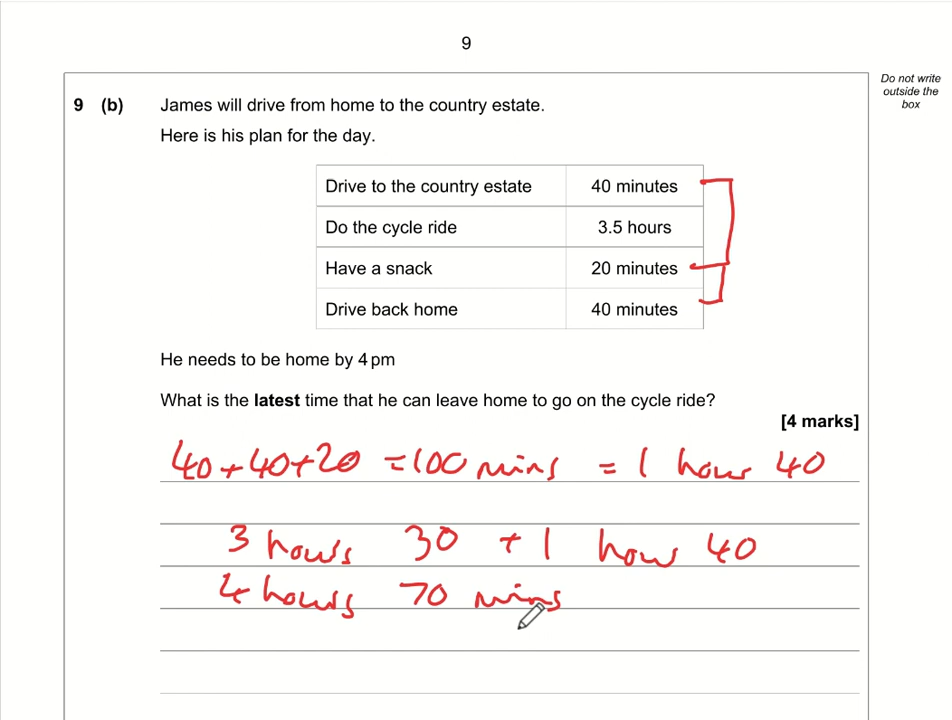 9
Do not write
outside the
box
9 (b) James will drive from home to the country estate.
Here is his plan for the day.
Drive to the country estate 40 minutes
Do the cycle ride 3.5 hours
Have a snack 20 minutes
Drive back home 40 minutes
He needs to be home by 4 pm
What is the latest time that he can leave home to go on the cycle ride?
[4 marks]
40+40+20 =100 mins = 1 hour 40
3 hours 30 + 1 hour 40
4 hours 70 mins